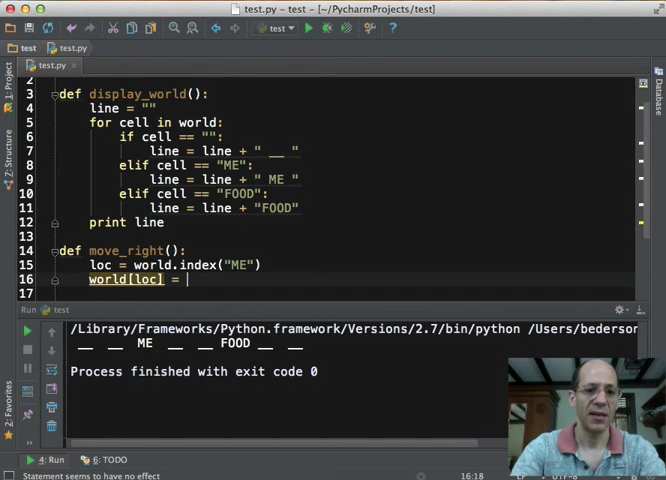 test.py - test - [~/PycharmProjects/test]
test
test test.py
test.py
1: Project
7: Structure
2: Favorites
Database
2
3 def display_world():
4 line = ""
5 for cell in world:
6 if cell == "":
7 line = line + " __ "
8 elif cell == "ME":
9 line = line + " ME "
10 elif cell == "FOOD":
11 line = line + "FOOD"
12 print line
13
14 def move_right():
15 loc = world.index("ME")
16 world[loc] =
17
Run test
/Library/Frameworks/Python.framework/Versions/2.7/bin/python /Users/bederson
__ __ ME __ __ FOOD __ __
Process finished with exit code 0
4: Run 6: TODO
Statement seems to have no effect 16:18